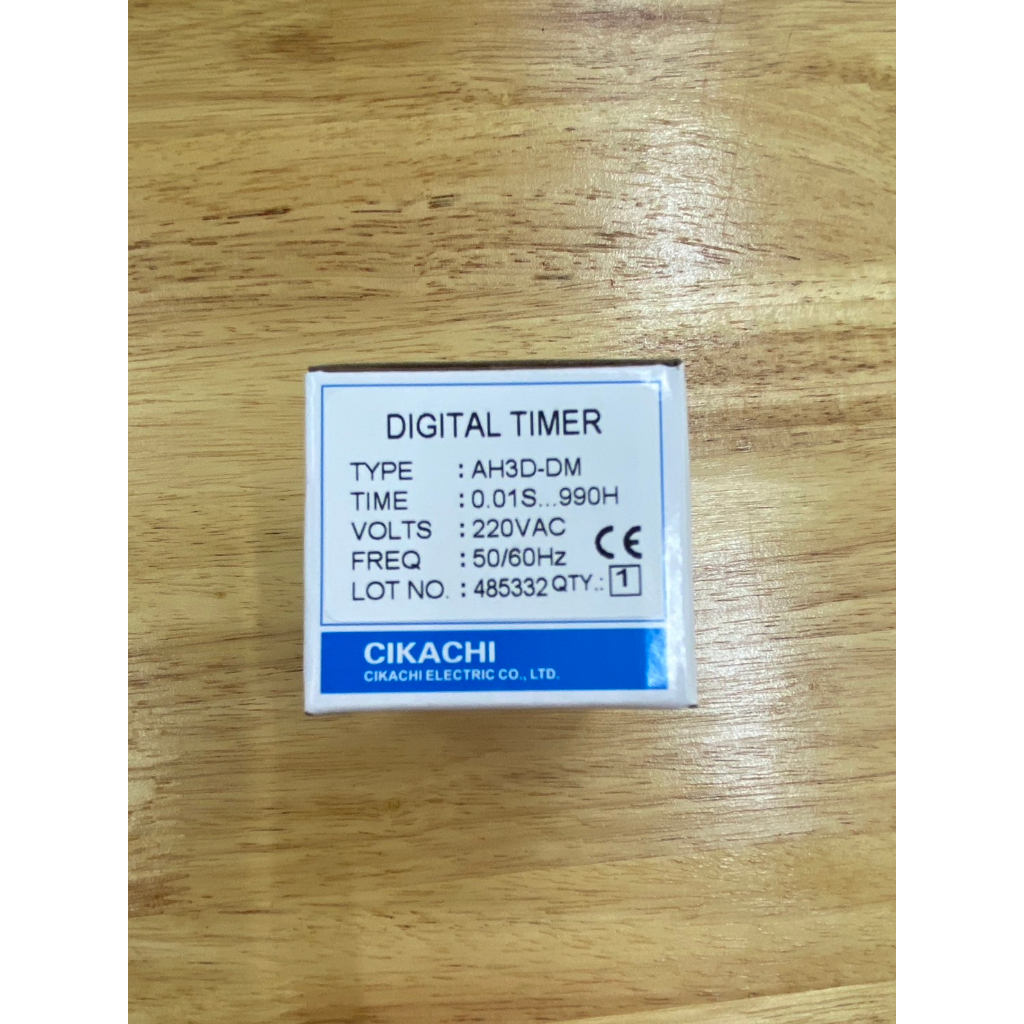 DIGITAL TIMER
TYPE : AH3D-DM
TIME : 0.01S...990H
VOLTS : 220VAC
FREQ : 50/60Hz CE
LOT NO. : 485332 QTY.: 1
CIKACHI
CIKACHI ELECTRIC CO., LTD.